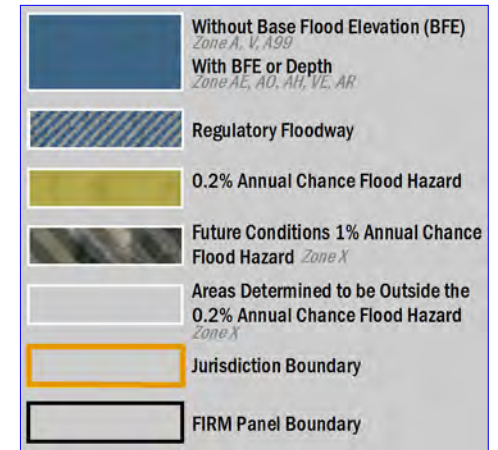 Without Base Flood Elevation (BFE)
Zone A, V, A99
With BFE or Depth
Zone AE, AO, AH, VE, AR
Regulatory Floodway
0.2% Annual Chance Flood Hazard
Future Conditions 1% Annual Chance
Flood Hazard Zone X
Areas Determined to be Outside the
0.2% Annual Chance Flood Hazard
Zone X
Jurisdiction Boundary
FIRM Panel Boundary